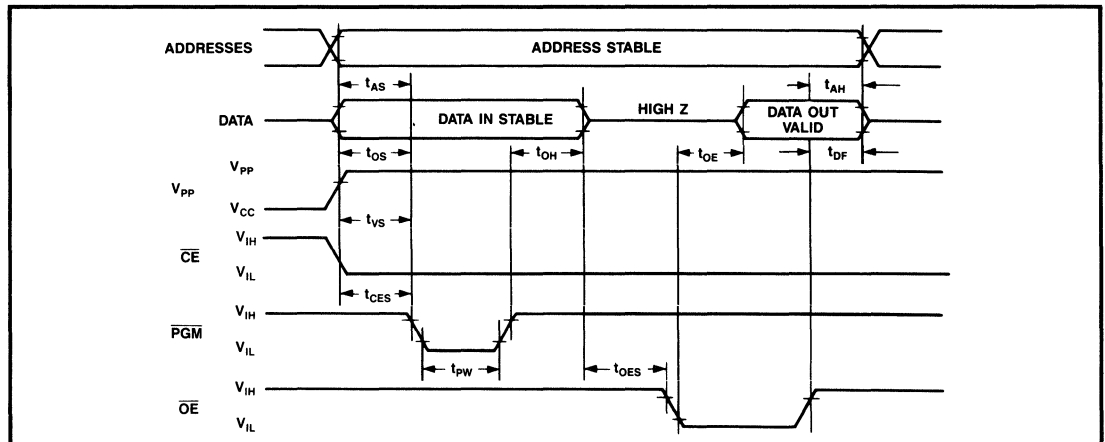 ADDRESSES
ADDRESS STABLE
tAS
tAH
DATA
DATA IN STABLE
HIGH Z
DATA OUT
VALID
tOS
tOH
tOE
tDF
VPP
VPP
VCC
tVS
CE
VIH
VIL
tCES
PGM
VIH
VIL
tPW
tOES
OE
VIH
VIL